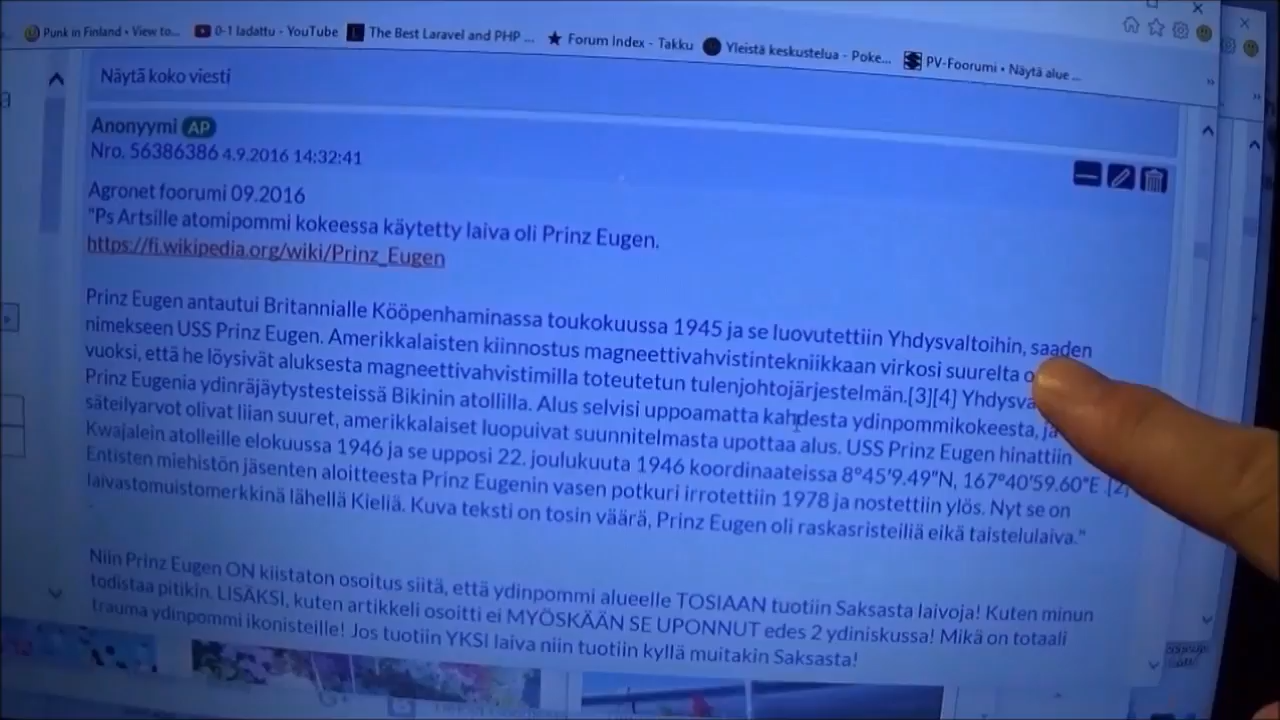 Punk in Finland • View to...
0-1 ladattu - YouTube
The Best Laravel and PHP ...
Forum Index - Takku
Yleistä keskustelua - Poke...
PV-Foorumi • Näytä alue ...
Näytä koko viesti
Anonyymi AP
Nro. 56386386 4.9.2016 14:32:41
Agronet foorumi 09.2016
"Ps Artsille atomipommi kokeessa käytetty laiva oli Prinz Eugen.
https://fi.wikipedia.org/wiki/Prinz_Eugen
Prinz Eugen antautui Britannialle Kööpenhaminassa toukokuussa 1945 ja se luovutettiin Yhdysvaltoihin, saaden
nimekseen USS Prinz Eugen. Amerikkalaisten kiinnostus magneettivahvistintekniikkaan virkosi suurelta
vuoksi, että he löysivät aluksesta magneettivahvistimilla toteutetun tulenjohtojärjestelmän.[3][4]
Prinz Eugenia ydinräjäytystesteissä Bikinin atollilla. Alus selvisi uppoamatta kahdesta ydinpommikokeesta, ja
säteilyarvot olivat liian suuret, amerikkalaiset luopuivat suunnitelmasta upottaa alus. USS Prinz Eugen hinattiin
Kwajalein atolleille elokuussa 1946 ja se upposi 22. joulukuuta 1946 koordinaateissa 8°45′9.49″N, 167°40′59.60″E .[2]
Entisten miehistön jäsenten aloitteesta Prinz Eugenin vasen potkuri irrotettiin 1978 ja nostettiin ylös. Nyt se on
laivastomuistomerkkinä lähellä Kieliä. Kuva teksti on tosin väärä, Prinz Eugen oli raskasristeiliä eikä taistelulaiva."
Niin Prinz Eugen ON kiistaton osoitus siitä, että ydinpommi alueelle TOSIAAN tuotiin Saksasta laivoja! Kuten minun
todistaa pitikin. LISÄKSI, kuten artikkeli osoitti ei MYÖSKÄÄN SE UPONNUT edes 2 ydiniskussa! Mikä on totaali
trauma ydinpommi ikonisteille! Jos tuotiin YKSI laiva niin tuotiin kyllä muitakin Saksasta!